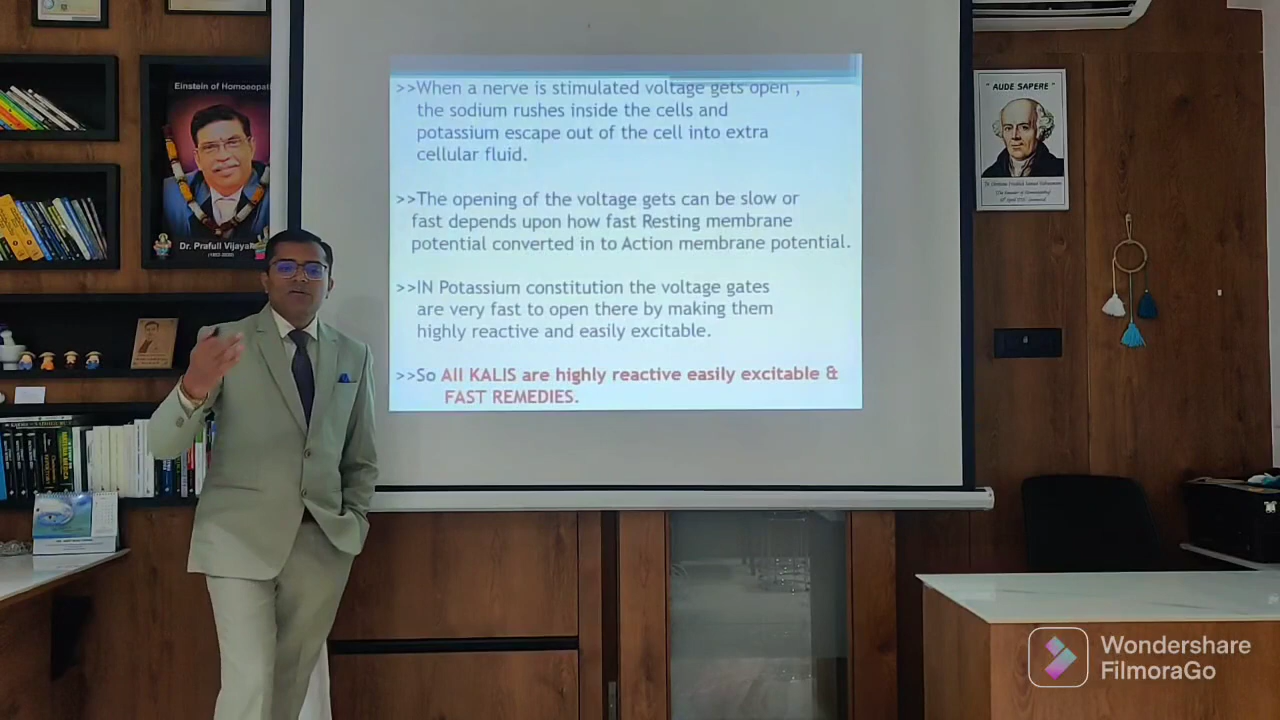 Einstein of Homoeopat
Dr. Prafull Vijaya
>>When a nerve is stimulated voltage gets open ,
the sodium rushes inside the cells and
potassium escape out of the cell into extra
cellular fluid.
>>The opening of the voltage gets can be slow or
fast depends upon how fast Resting membrane
potential converted in to Action membrane potential.
>>IN Potassium constitution the voltage gates
are very fast to open there by making them
highly reactive and easily excitable.
>>So All KALIS are highly reactive easily excitable &
FAST REMEDIES.
" AUDE SAPERE "
Wondershare
FilmoraGo